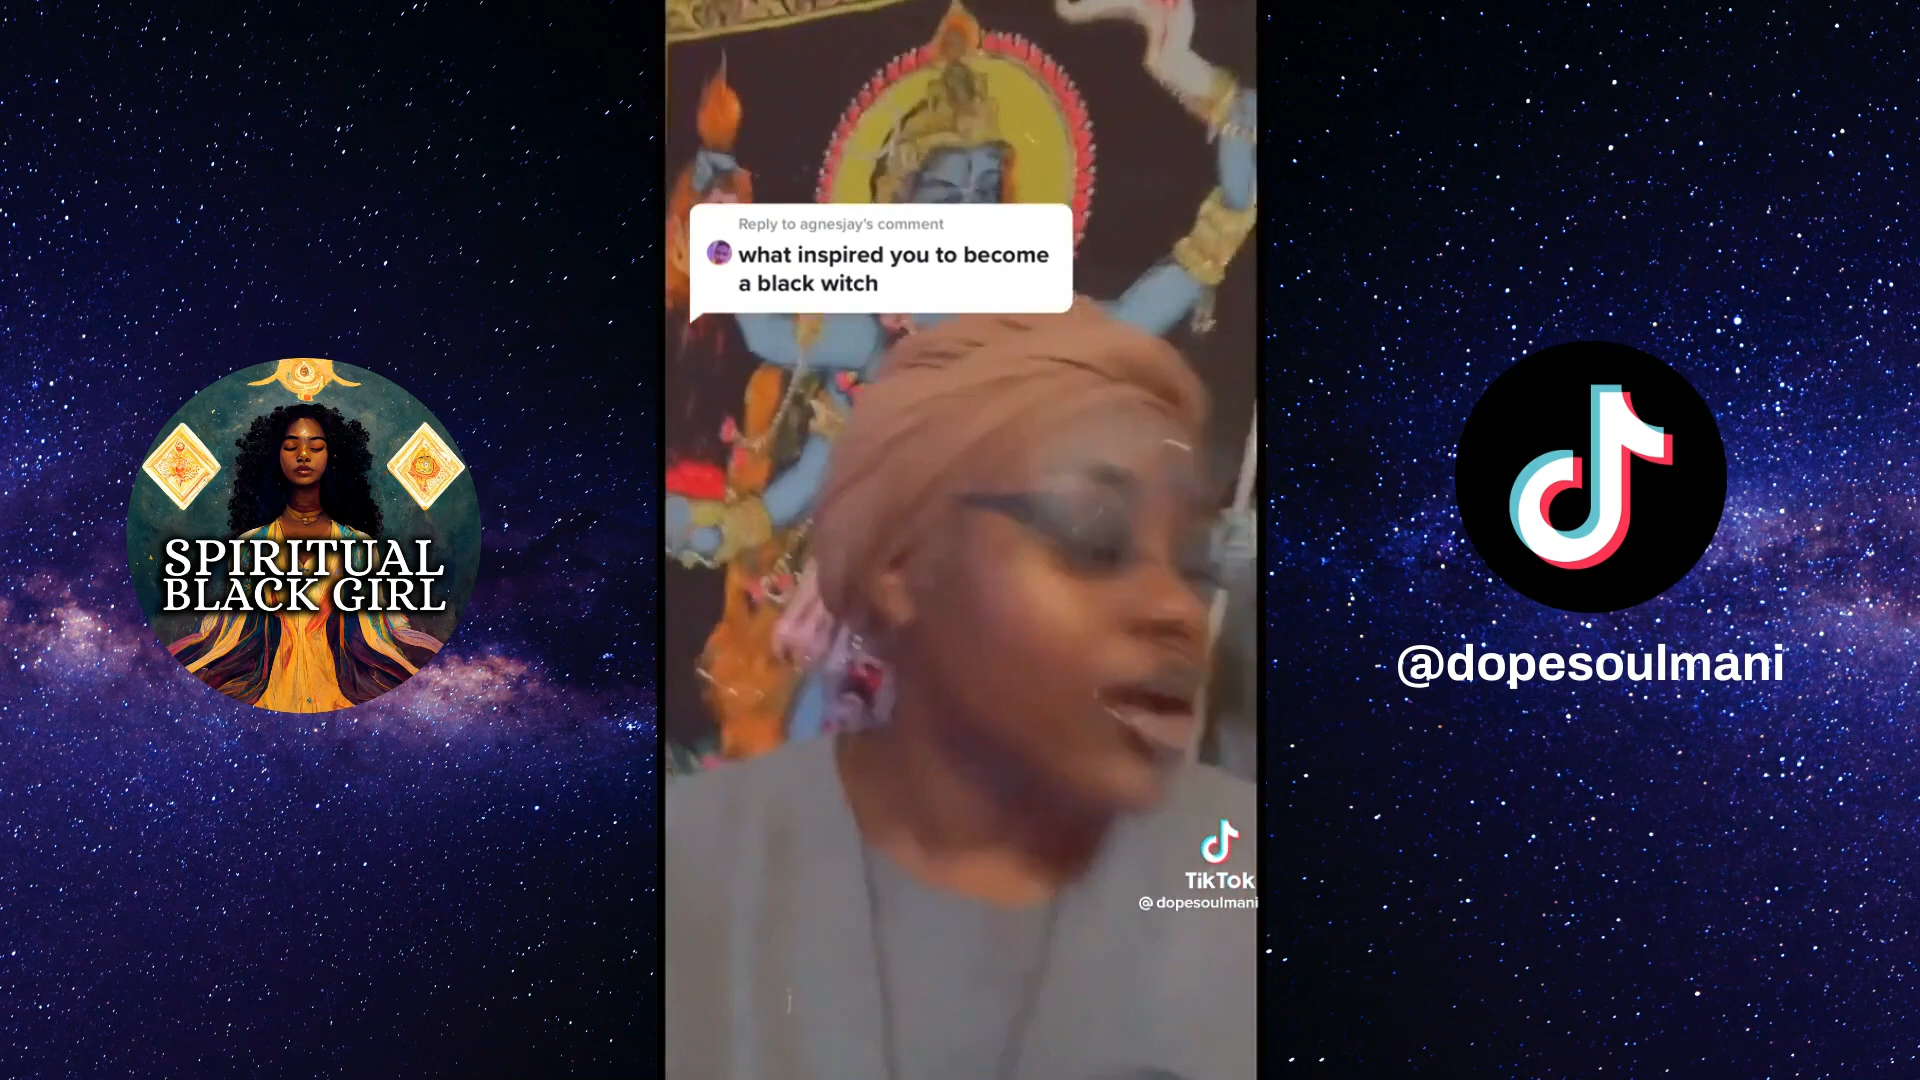 Reply to agnesjay's comment
what inspired you to become
a black witch
SPIRITUAL
BLACK GIRL
@dopesoulmani
TikTok
@dopesoulmani